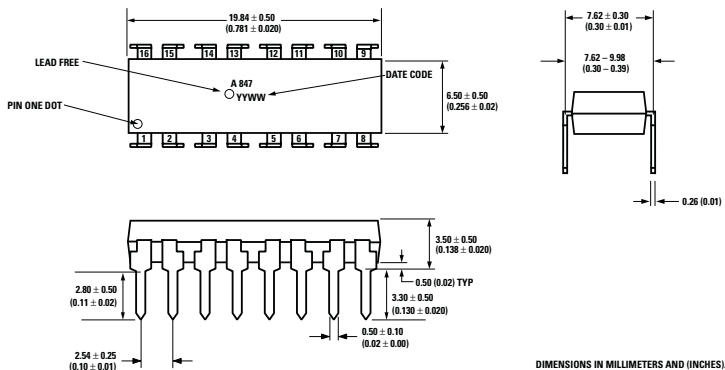 19.84 ± 0.50
(0.781 ± 0.020)
16 15 14 13 12 11 10 9
LEAD FREE
A 847
YYWW
DATE CODE
PIN ONE DOT
1 2 3 4 5 6 7 8
6.50 ± 0.50
(0.256 ± 0.02)
7.62 ± 0.30
(0.30 ± 0.01)
7.62 – 9.98
(0.30 – 0.39)
0.26 (0.01)
3.50 ± 0.50
(0.138 ± 0.020)
0.50 (0.02) TYP
2.80 ± 0.50
(0.11 ± 0.02)
3.30 ± 0.50
(0.130 ± 0.020)
0.50 ± 0.10
(0.02 ± 0.00)
2.54 ± 0.25
(0.10 ± 0.01)
DIMENSIONS IN MILLIMETERS AND (INCHES)